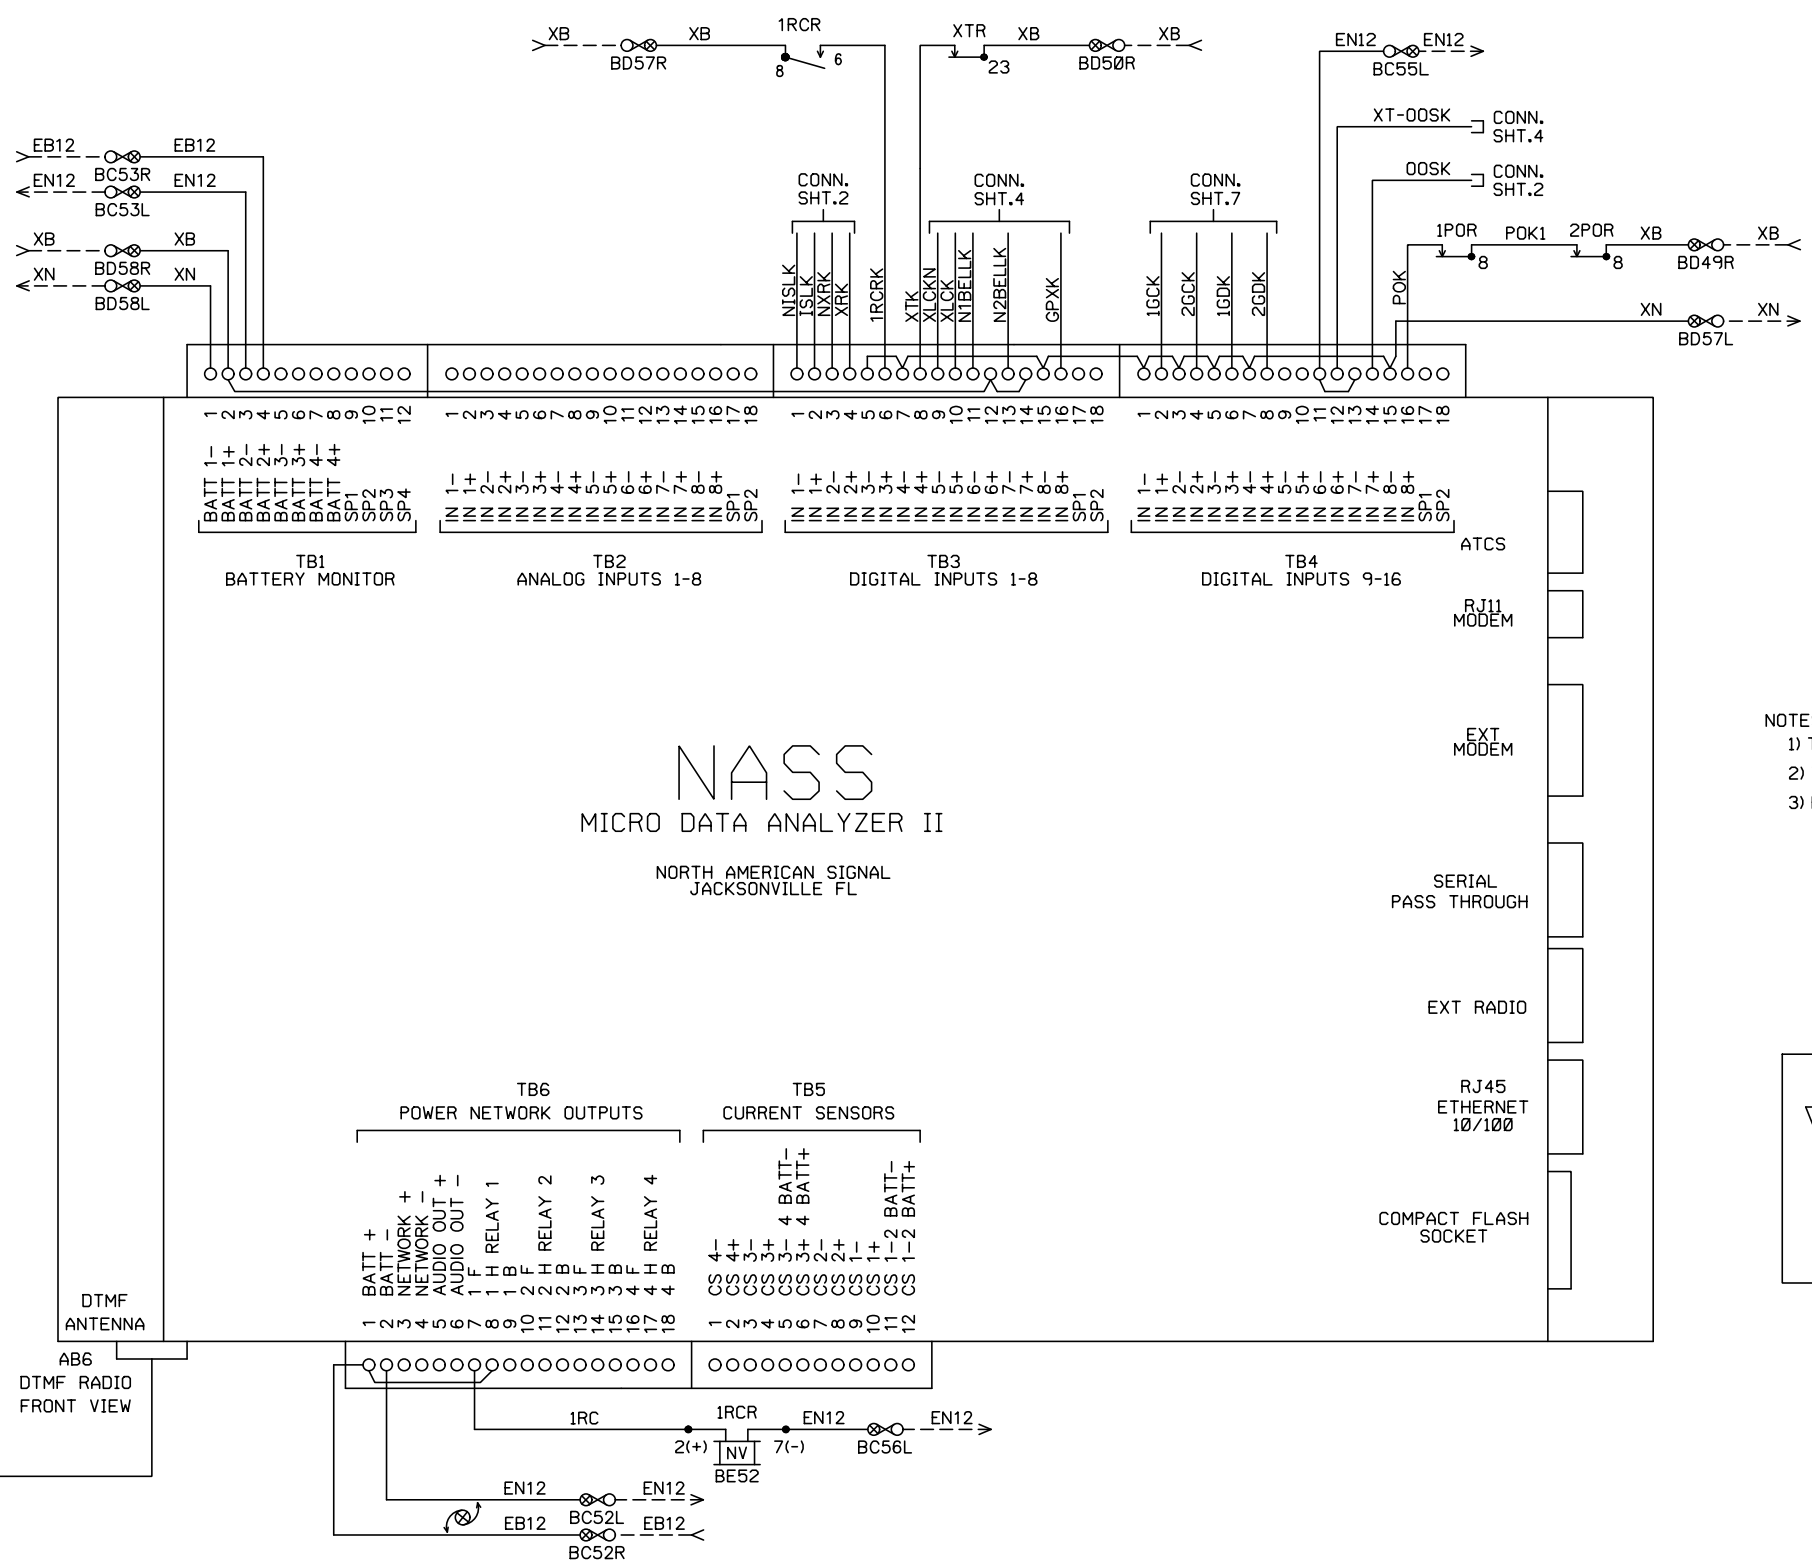 XB XB 1RCR
BD57R 8 6
XTR XB XB
23 BD50R
EN12 EN12
BC55L
XT-OOSK CONN.
SHT.4
OOSK CONN.
SHT.2
EB12 EB12
BC53R
EN12 EN12
BC53L
XB XB
BD58R
XN XN
BD58L
CONN.
SHT.2
CONN.
SHT.4
CONN.
SHT.7
1POR POK1 2POR XB XB
8 8 BD49R
XN XN
BD57L
NISLK
ISLK
NXRK
XRK
1RCRK
XTK
XLCKN
XLCK
N1BELLK
N2BELLK
GPXK
1GCK
2GCK
1GDK
2GDK
POK
1 2 3 4 5 6 7 8 9 10 11 12
1 2 3 4 5 6 7 8 9 10 11 12 13 14 15 16 17 18
1 2 3 4 5 6 7 8 9 10 11 12 13 14 15 16 17 18
1 2 3 4 5 6 7 8 9 10 11 12 13 14 15 16 17 18
BATT 1-
BATT 1+
BATT 2-
BATT 2+
BATT 3-
BATT 3+
BATT 4-
BATT 4+
SP1
SP2
SP3
SP4
IN 1-
IN 1+
IN 2-
IN 2+
IN 3-
IN 3+
IN 4-
IN 4+
IN 5-
IN 5+
IN 6-
IN 6+
IN 7-
IN 7+
IN 8-
IN 8+
SP1
SP2
IN 1-
IN 1+
IN 2-
IN 2+
IN 3-
IN 3+
IN 4-
IN 4+
IN 5-
IN 5+
IN 6-
IN 6+
IN 7-
IN 7+
IN 8-
IN 8+
SP1
SP2
IN 1-
IN 1+
IN 2-
IN 2+
IN 3-
IN 3+
IN 4-
IN 4+
IN 5-
IN 5+
IN 6-
IN 6+
IN 7-
IN 7+
IN 8-
IN 8+
SP1
SP2
TB1
BATTERY MONITOR
TB2
ANALOG INPUTS 1-8
TB3
DIGITAL INPUTS 1-8
TB4
DIGITAL INPUTS 9-16
ATCS
RJ11
MODEM
EXT
MODEM
NOTE
1) T
2)
3)
NASS
MICRO DATA ANALYZER II
NORTH AMERICAN SIGNAL
JACKSONVILLE FL
SERIAL
PASS THROUGH
EXT RADIO
RJ45
ETHERNET
10/100
COMPACT FLASH
SOCKET
TB6
POWER NETWORK OUTPUTS
TB5
CURRENT SENSORS
BATT +
BATT -
NETWORK +
NETWORK -
AUDIO OUT +
AUDIO OUT -
1 F
1 H RELAY 1
1 B
2 F
2 H RELAY 2
2 B
3 F
3 H RELAY 3
3 B
4 F
4 H RELAY 4
4 B
CS 4-
CS 4+
CS 3-
CS 3+
CS 3- 4 BATT-
CS 3+ 4 BATT+
CS 2-
CS 2+
CS 1-
CS 1+
CS 1-2 BATT-
CS 1-2 BATT+
1 2 3 4 5 6 7 8 9 10 11 12 13 14 15 16 17 18
1 2 3 4 5 6 7 8 9 10 11 12
DTMF
ANTENNA
AB6
DTMF RADIO
FRONT VIEW
1RC 1RCR EN12 EN12
2(+) NV 7(-) BC56L
BE52
EN12 EN12
BC52L
EB12 EB12
BC52R